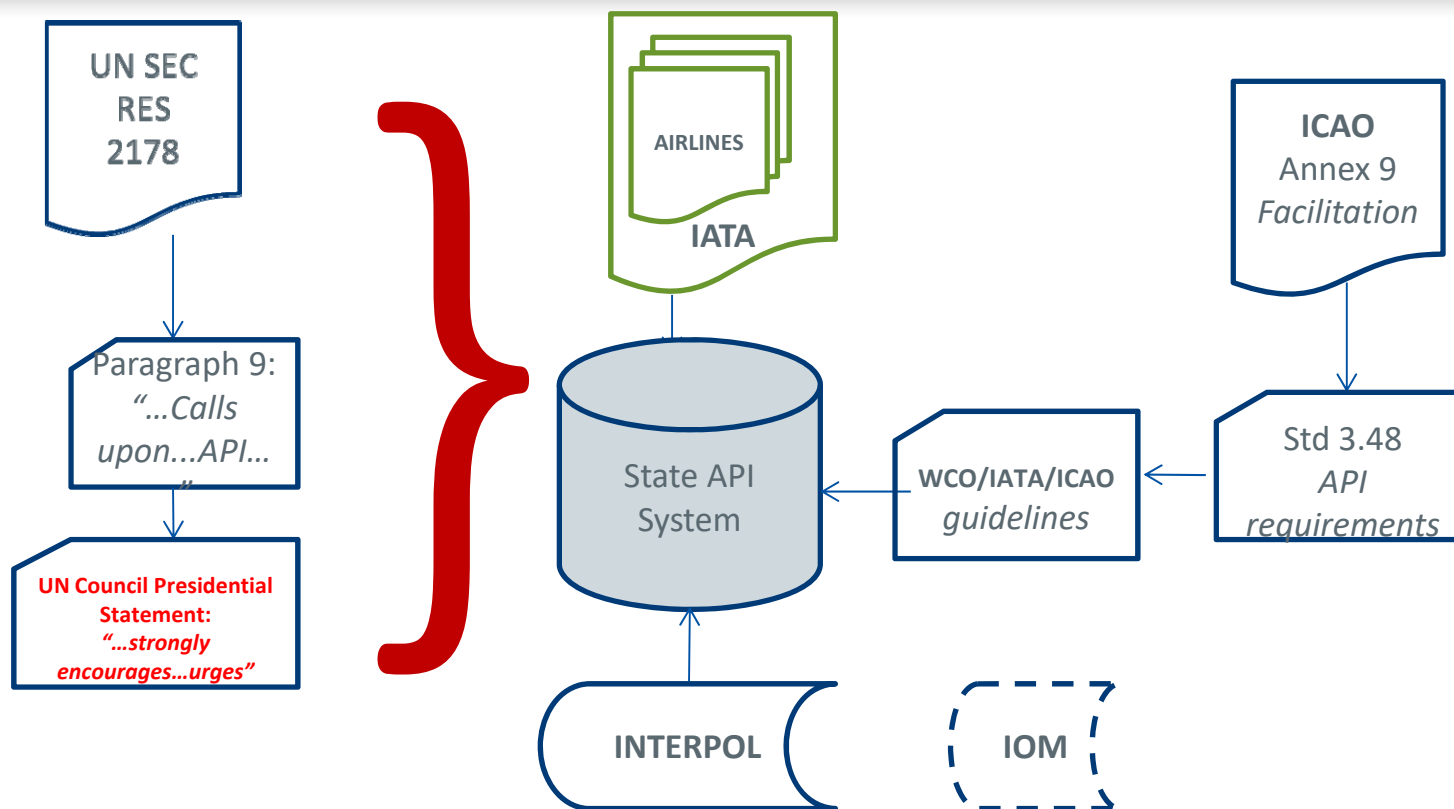 UN SEC
RES
2178
Paragraph 9:
“…Calls
upon...API…
”
UN Council Presidential
Statement:
“…strongly
encourages…urges”
AIRLINES
IATA
State API
System
INTERPOL
IOM
WCO/IATA/ICAO
guidelines
ICAO
Annex 9
Facilitation
Std 3.48
API
requirements